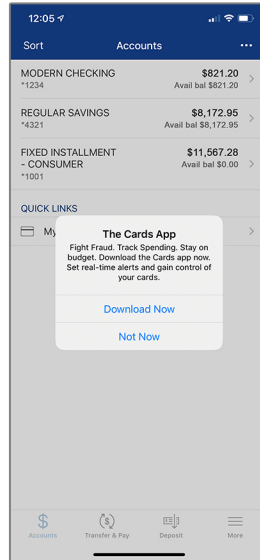 12:05
Sort Accounts ...
MODERN CHECKING $821.20
*1234 Avail bal $821.20
REGULAR SAVINGS $8,172.95
*4321 Avail bal $8,172.95
FIXED INSTALLMENT $11,567.28
- CONSUMER Avail bal $0.00
*1001
QUICK LINKS
My
The Cards App
Fight Fraud. Track Spending. Stay on
budget. Download the Cards app now.
Set real-time alerts and gain control of
your cards.
Download Now
Not Now
Accounts Transfer & Pay Deposit More